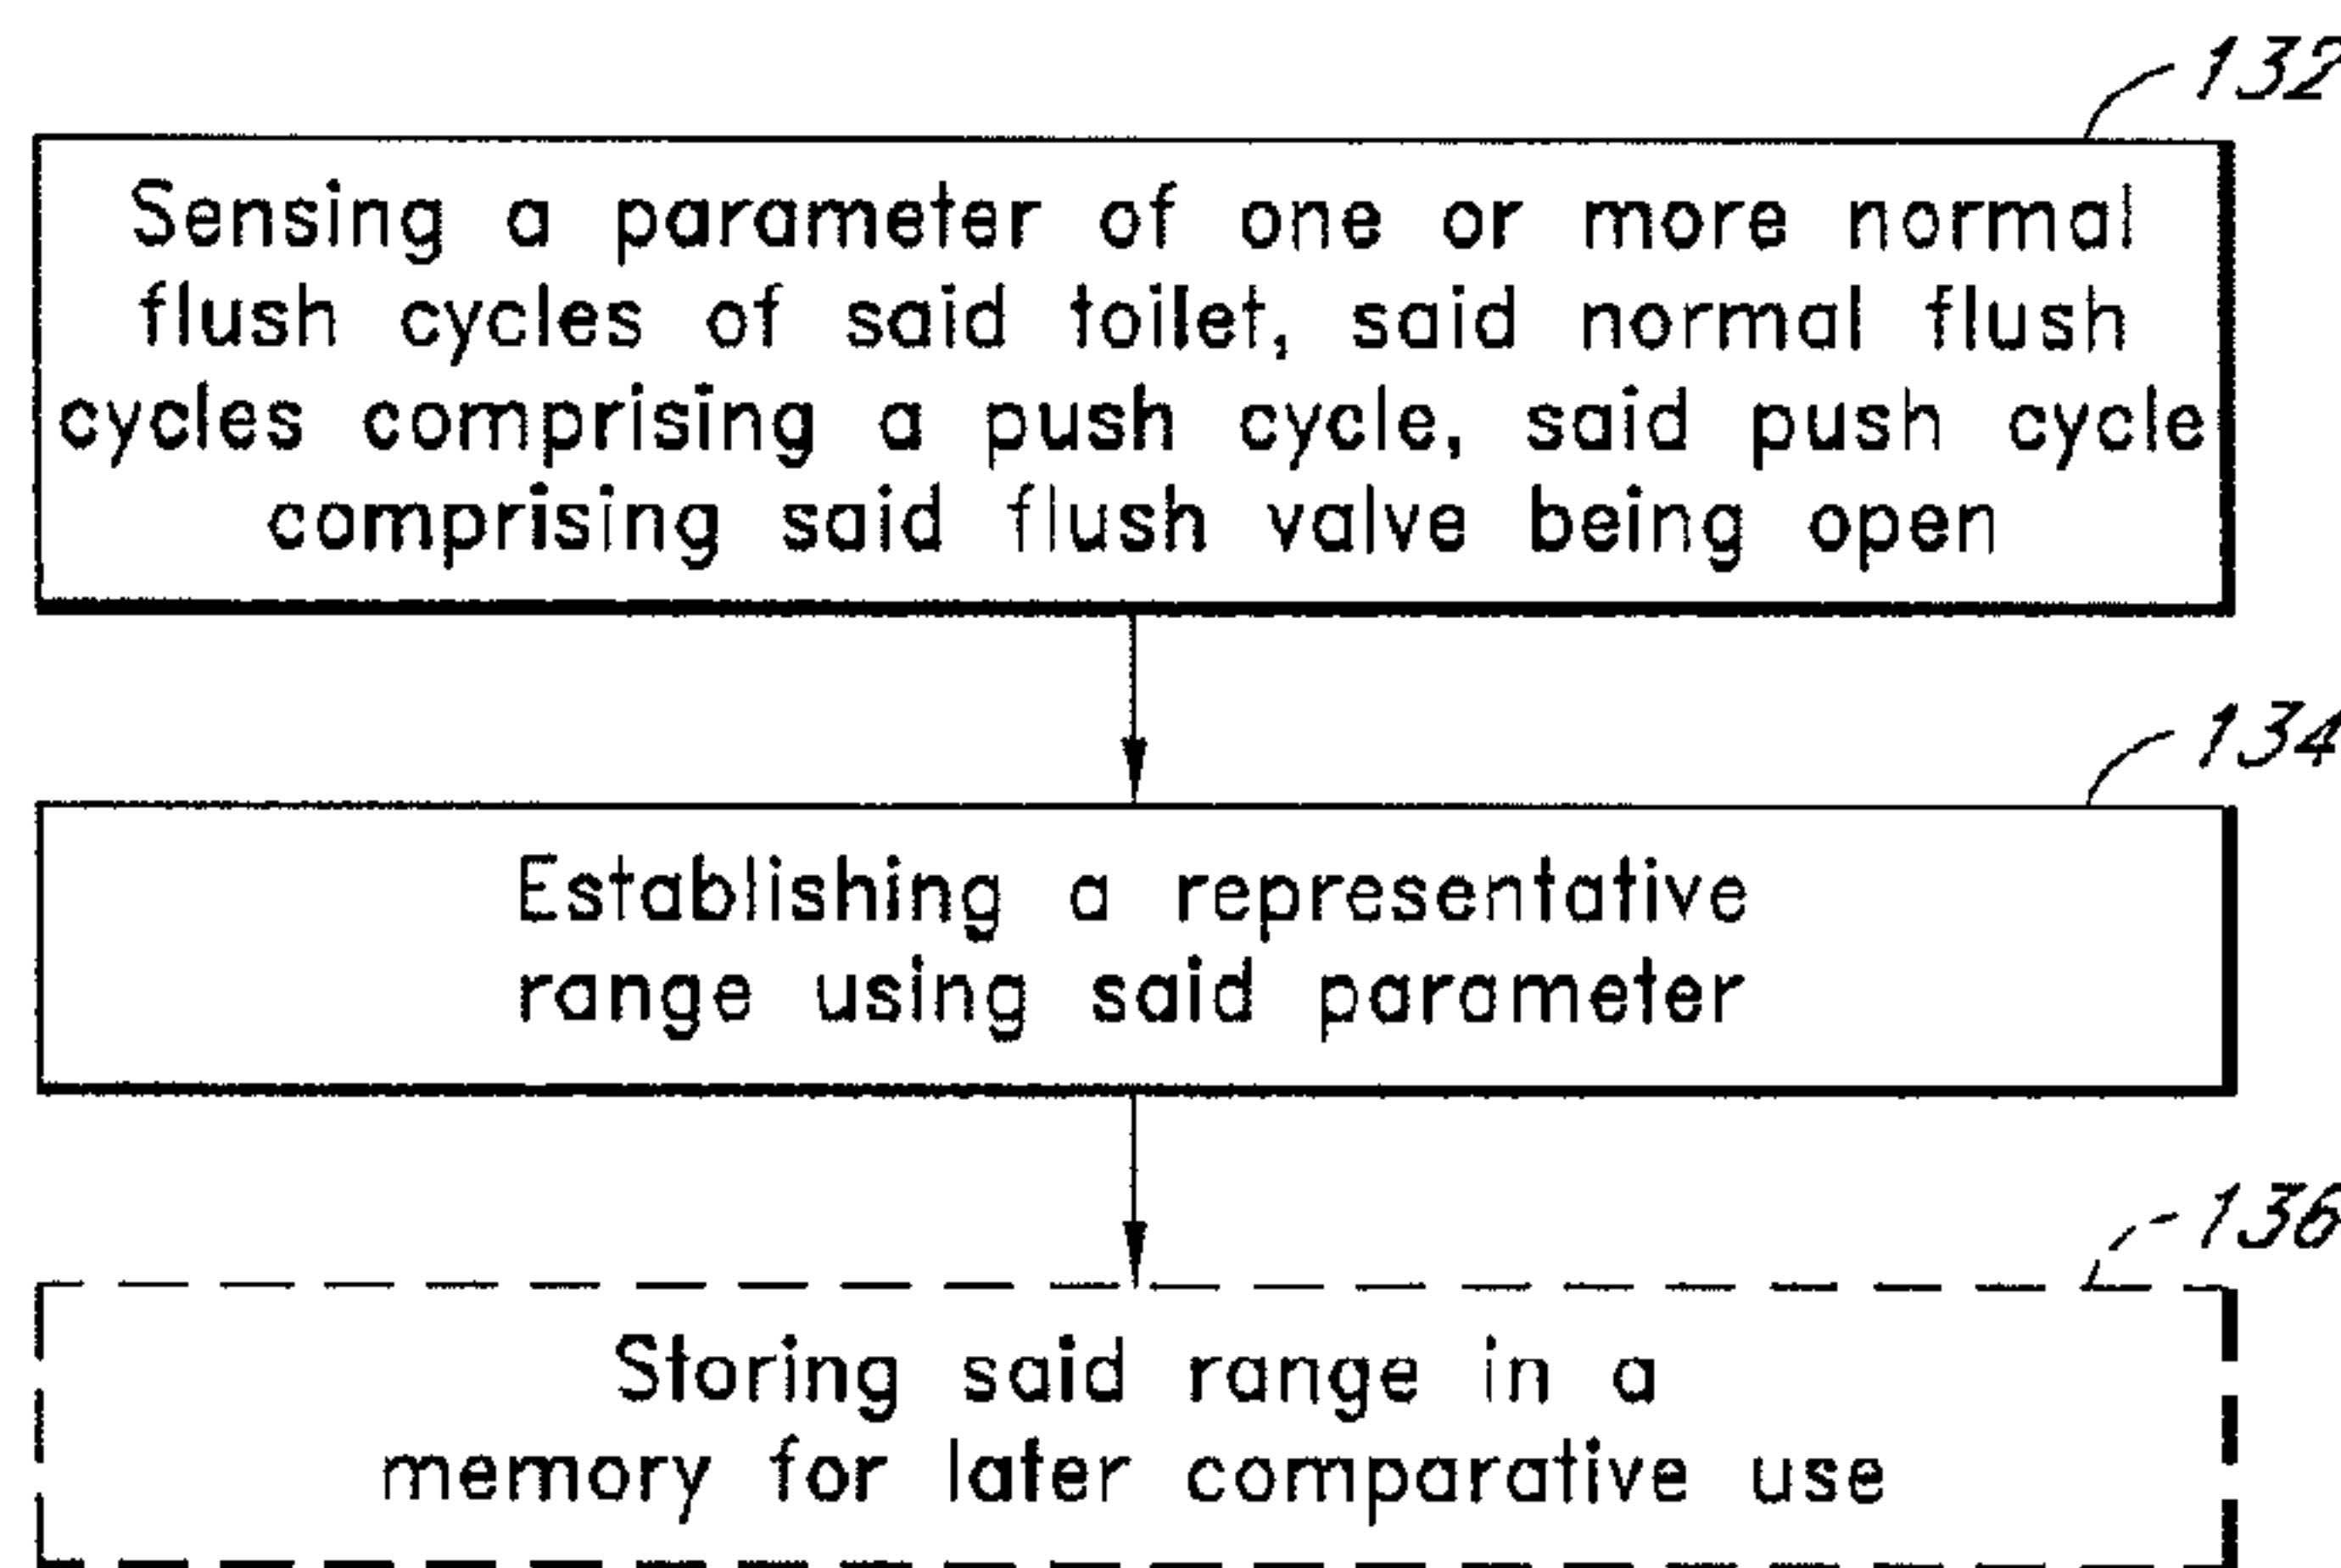 132
Sensing a parameter of one or more normal
flush cycles of said toilet, said normal flush
cycles comprising a push cycle, said push cycle
comprising said flush valve being open
134
Establishing a representative
range using said parameter
136
Storing said range in a
memory for later comparative use